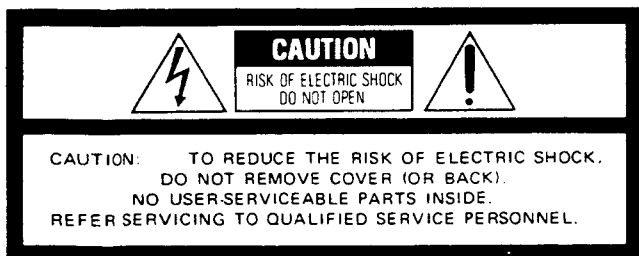 CAUTION
RISK OF ELECTRIC SHOCK
DO NOT OPEN
CAUTION: TO REDUCE THE RISK OF ELECTRIC SHOCK,
DO NOT REMOVE COVER (OR BACK).
NO USER-SERVICEABLE PARTS INSIDE.
REFER SERVICING TO QUALIFIED SERVICE PERSONNEL.